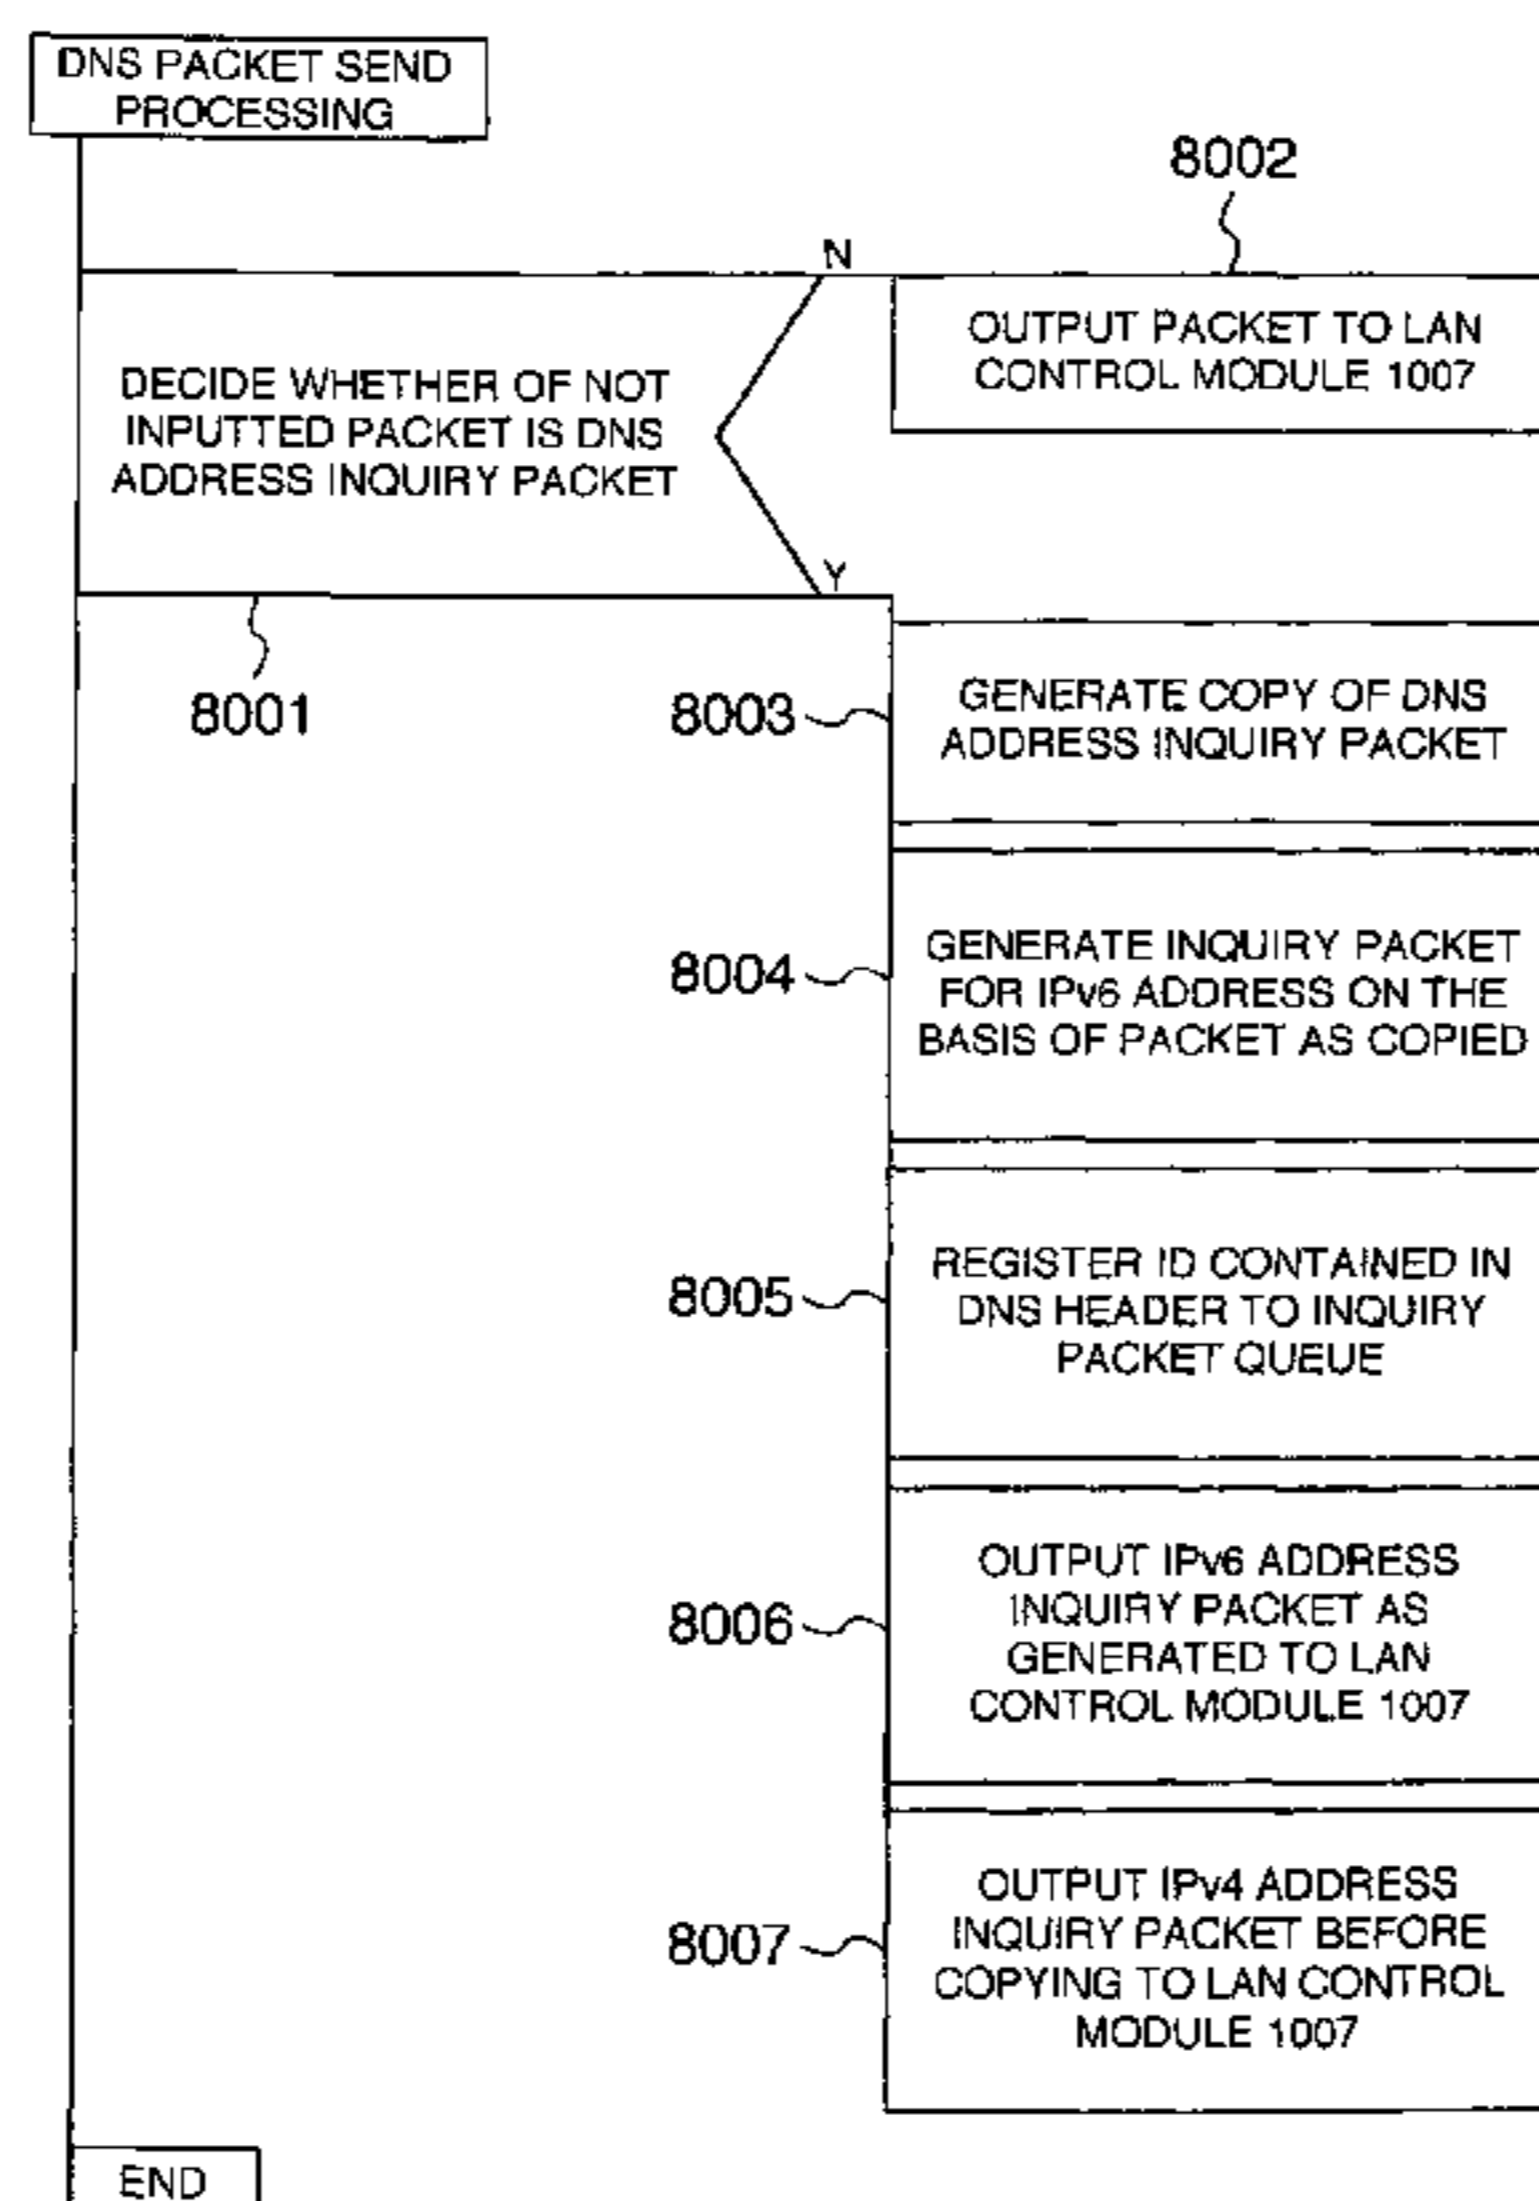 DNS PACKET SEND
PROCESSING
8002
N
OUTPUT PACKET TO LAN
CONTROL MODULE 1007
DECIDE WHETHER OF NOT
INPUTTED PACKET IS DNS
ADDRESS INQUIRY PACKET
Y
8001
8003
GENERATE COPY OF DNS
ADDRESS INQUIRY PACKET
8004
GENERATE INQUIRY PACKET
FOR IPv6 ADDRESS ON THE
BASIS OF PACKET AS COPIED
8005
REGISTER ID CONTAINED IN
DNS HEADER TO INQUIRY
PACKET QUEUE
8006
OUTPUT IPv6 ADDRESS
INQUIRY PACKET AS
GENERATED TO LAN
CONTROL MODULE 1007
8007
OUTPUT IPv4 ADDRESS
INQUIRY PACKET BEFORE
COPYING TO LAN CONTROL
MODULE 1007
END